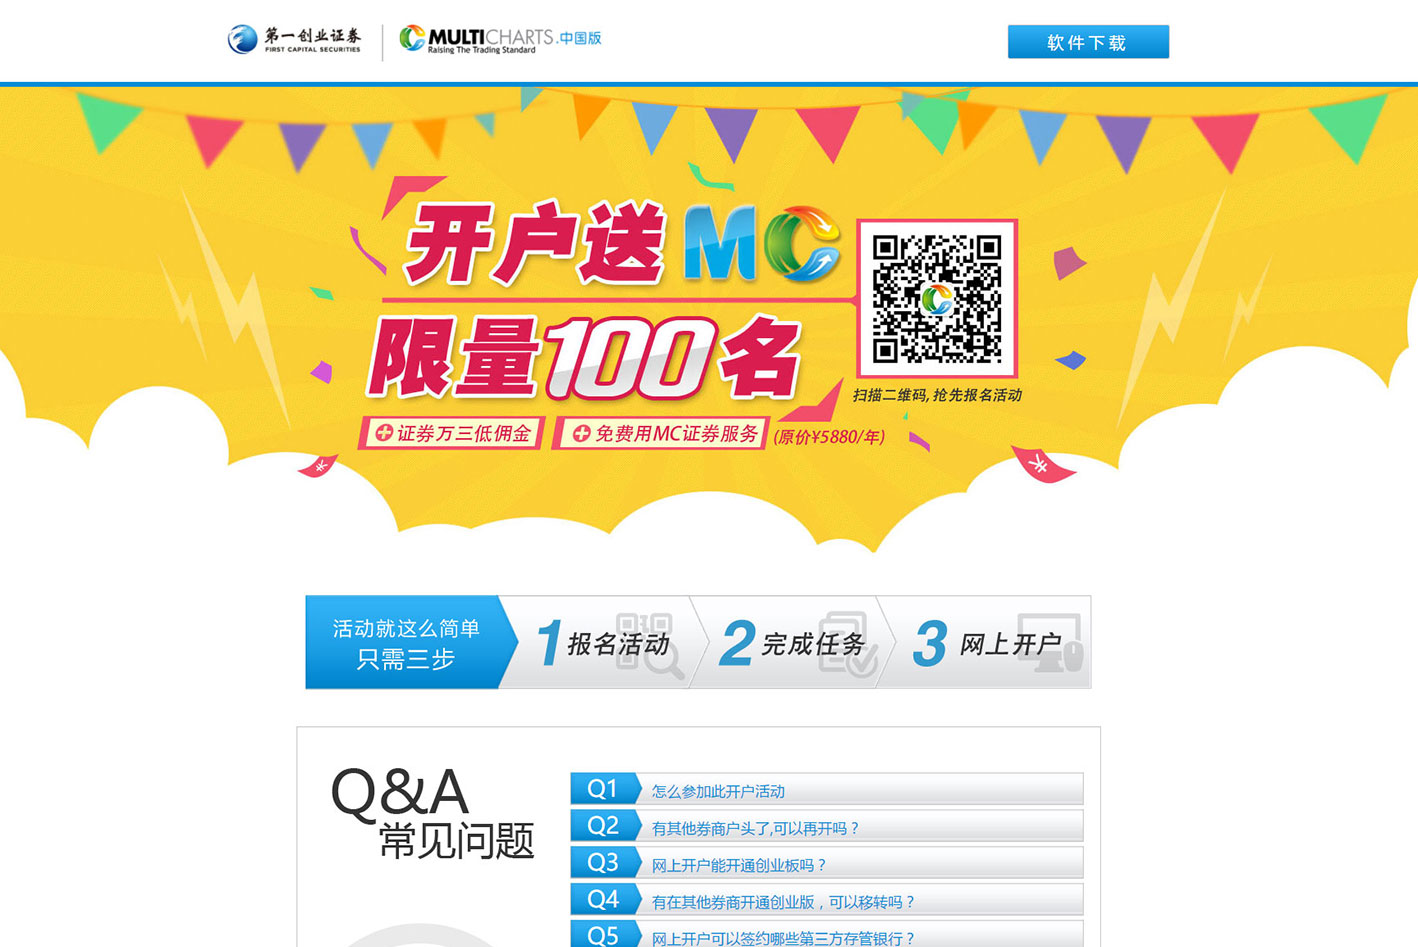 第一创业证券
FIRST CAPITAL SECURITIES
MULTICHARTS.中国版
Raising The Trading Standard
软件下载
开户送MC
限量100名
扫描二维码,抢先报名活动
证券万三低佣金
免费用MC证券服务
(原价¥5880/年)
活动就这么简单
只需三步
1 报名活动
2 完成任务
3 网上开户
Q&A
常见问题
Q1 怎么参加此开户活动
Q2 有其他券商户头了,可以再开吗？
Q3 网上开户能开通创业板吗？
Q4 有在其他券商开通创业版，可以移转吗？
Q5 网上开户可以签约哪些第三方存管银行？